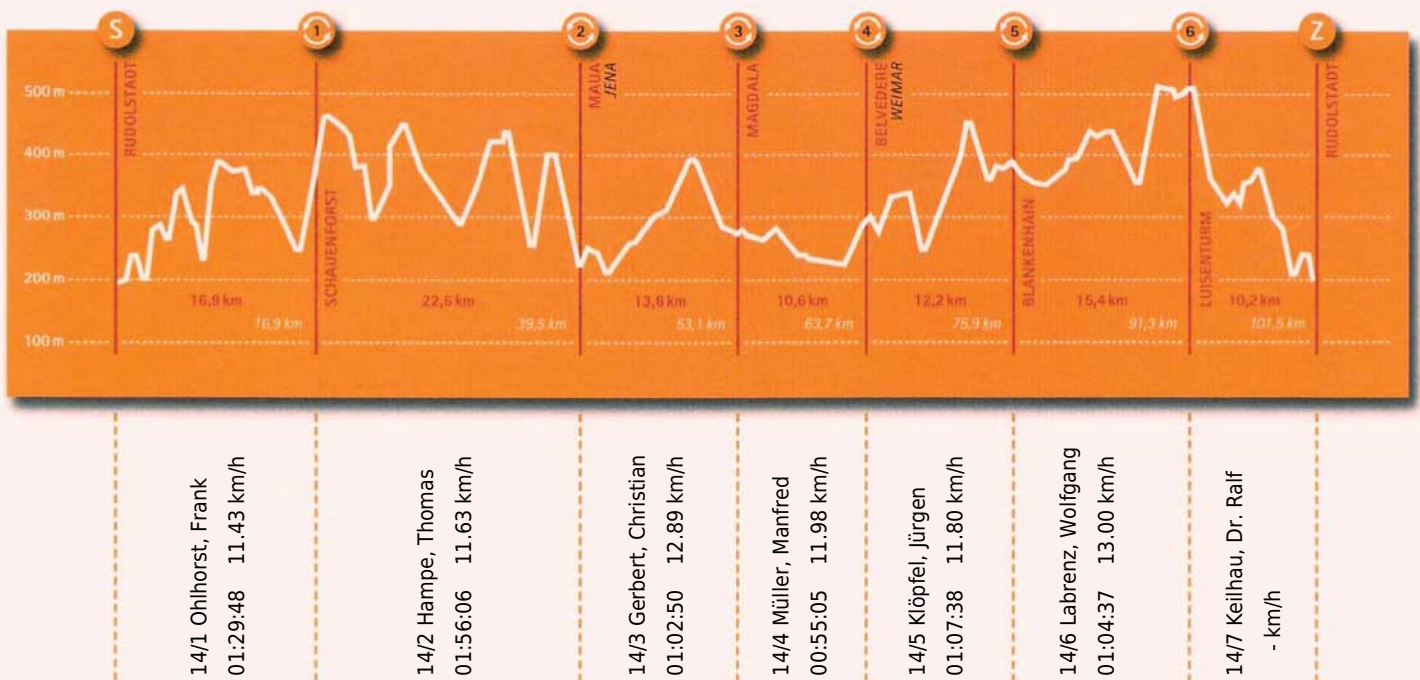 S
1
2
3
4
5
6
Z
RUDOLSTADT
SCHAUENFORST
MAUA
JENA
MAGDALA
BELVEDERE
WEIMAR
BLANKENHAIN
LUISENTURM
RUDOLSTADT
500 m
400 m
300 m
200 m
100 m
16,9 km
22,6 km
13,6 km
10,6 km
12,2 km
15,4 km
10,2 km
16,9 km
39,5 km
53,1 km
63,7 km
75,9 km
91,3 km
101,5 km
14/1 Ohlhorst, Frank
01:29:48 11.43 km/h
14/2 Hampe, Thomas
01:56:06 11.63 km/h
14/3 Gerbert, Christian
01:02:50 12.89 km/h
14/4 Müller, Manfred
00:55:05 11.98 km/h
14/5 Klöpfel, Jürgen
01:07:38 11.80 km/h
14/6 Labrenz, Wolfgang
01:04:37 13.00 km/h
14/7 Keilhau, Dr. Ralf
- km/h